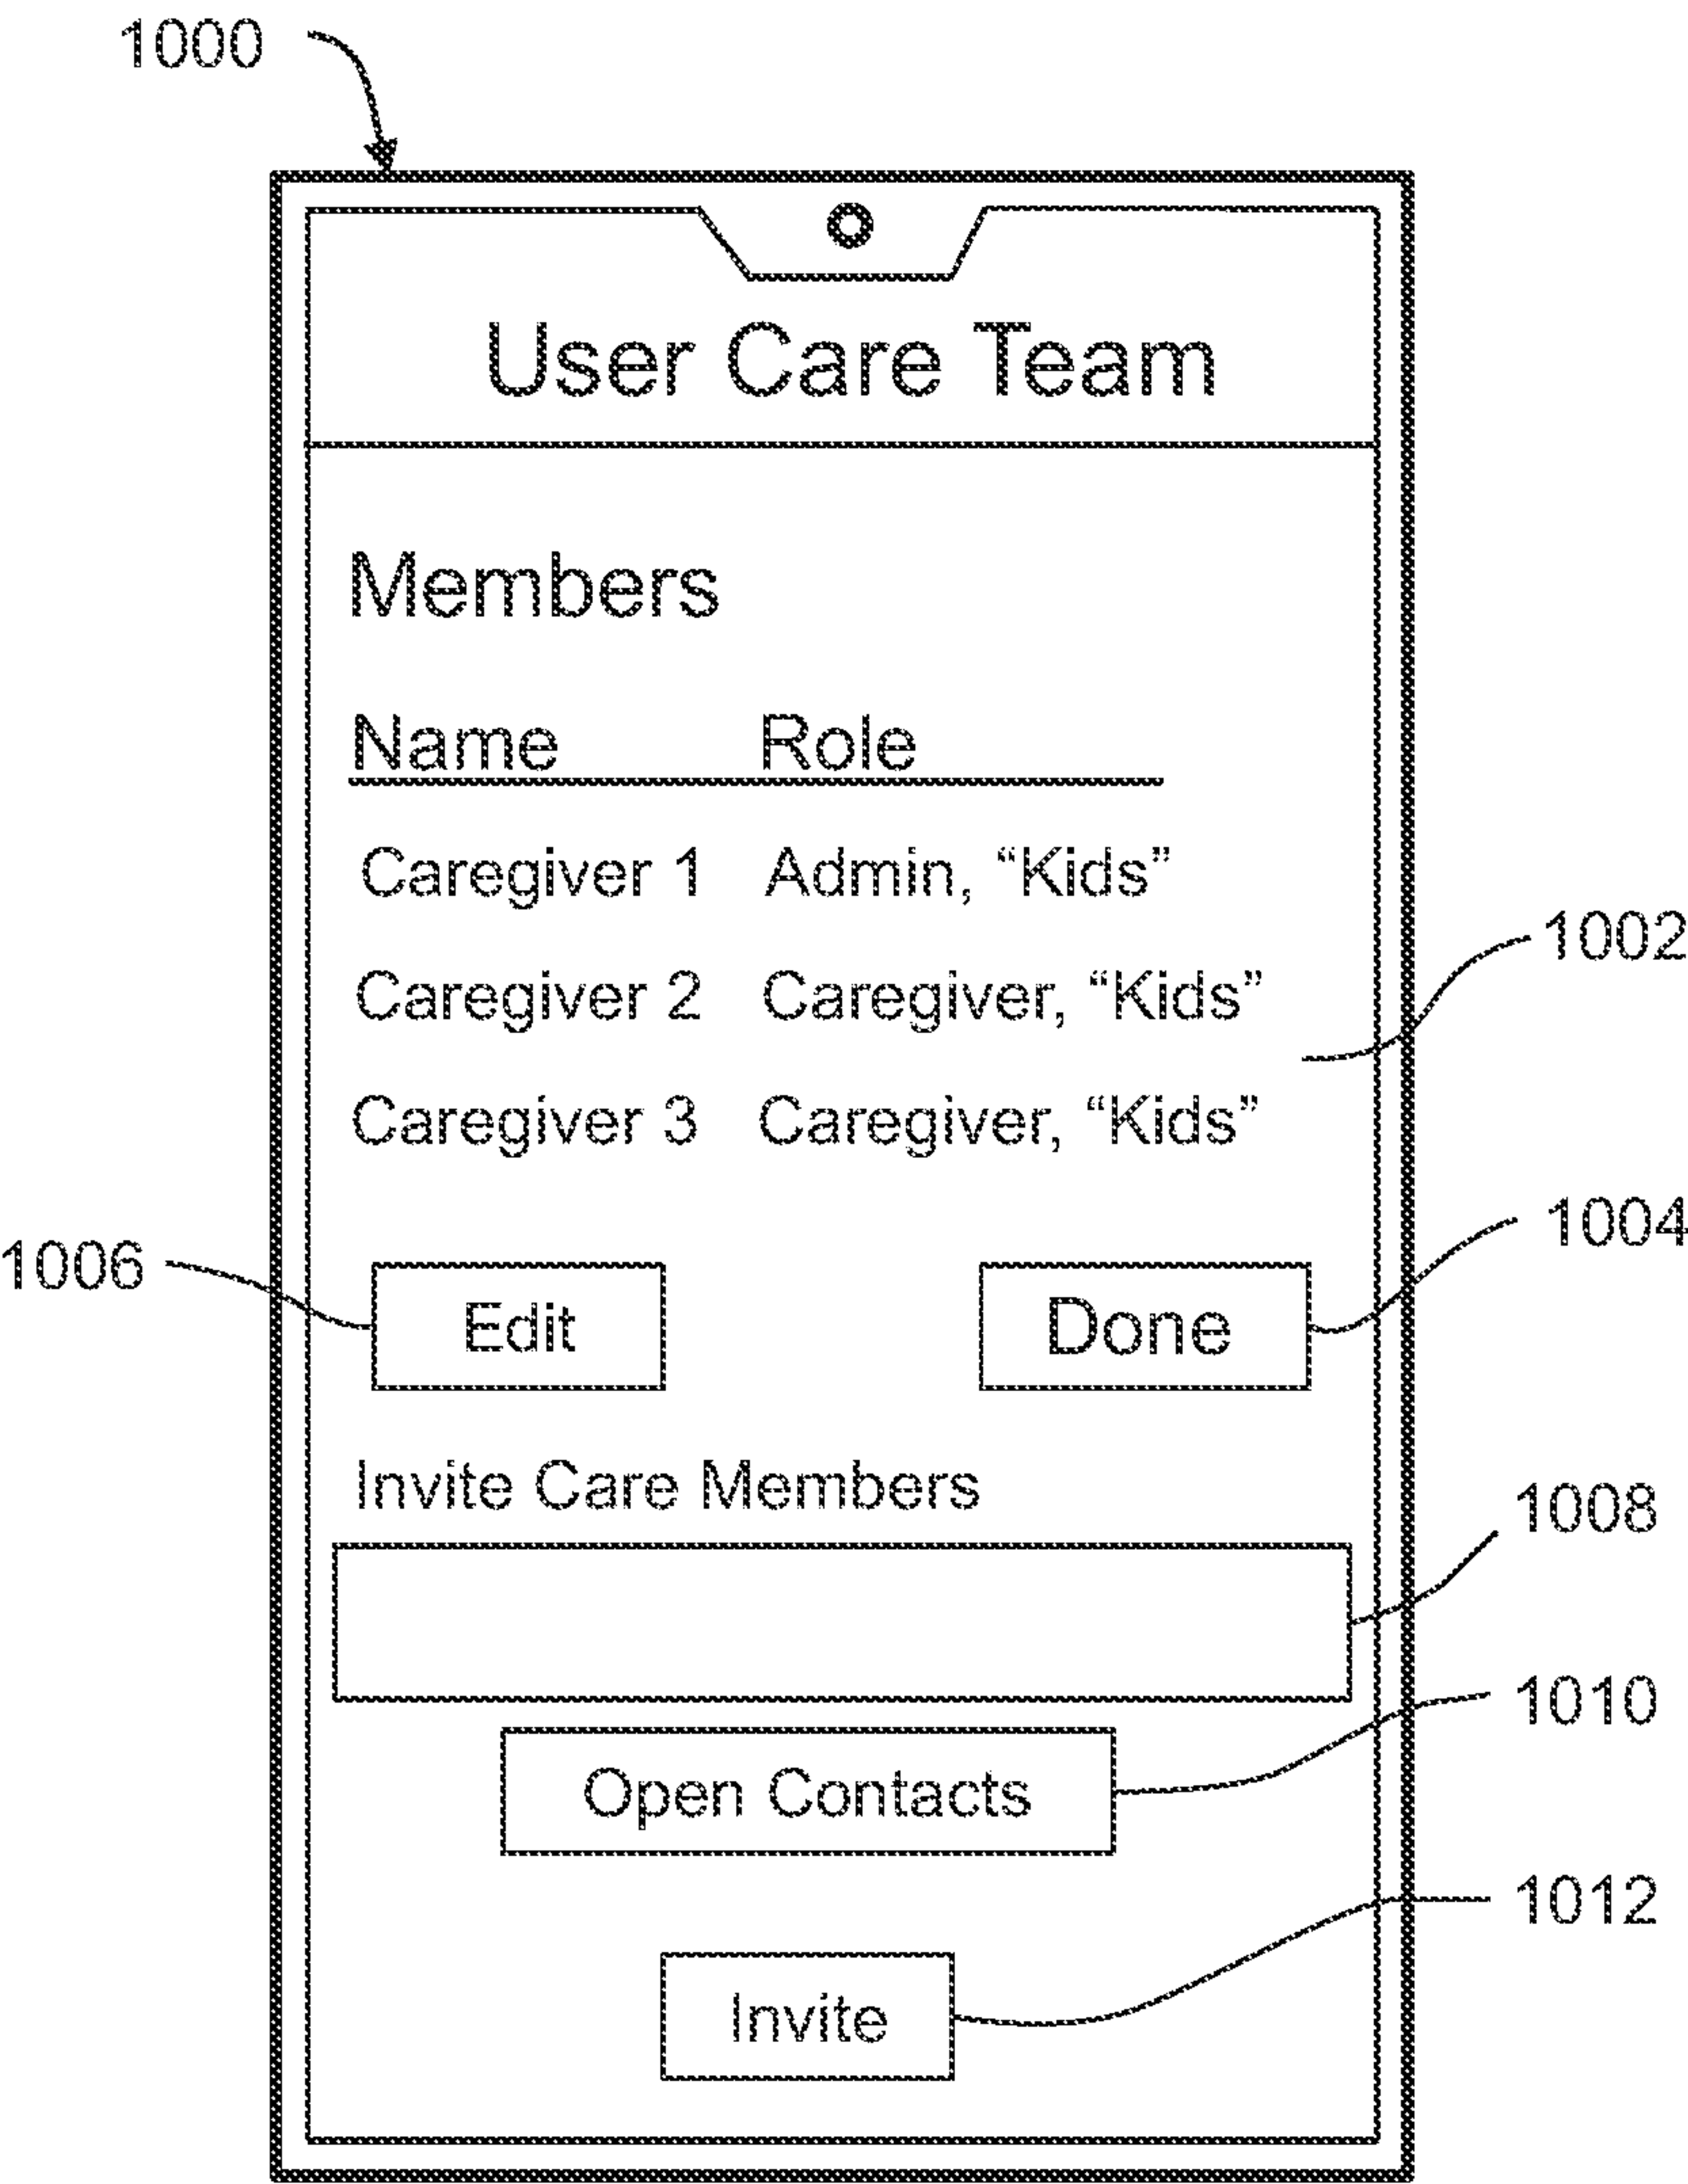 1000
User Care Team
Members
Name Role
Caregiver 1 Admin, “Kids”
1002
Caregiver 2 Caregiver, “Kids”
Caregiver 3 Caregiver, “Kids”
1004
1006
Edit Done
Invite Care Members
1008
1010
Open Contacts
1012
Invite